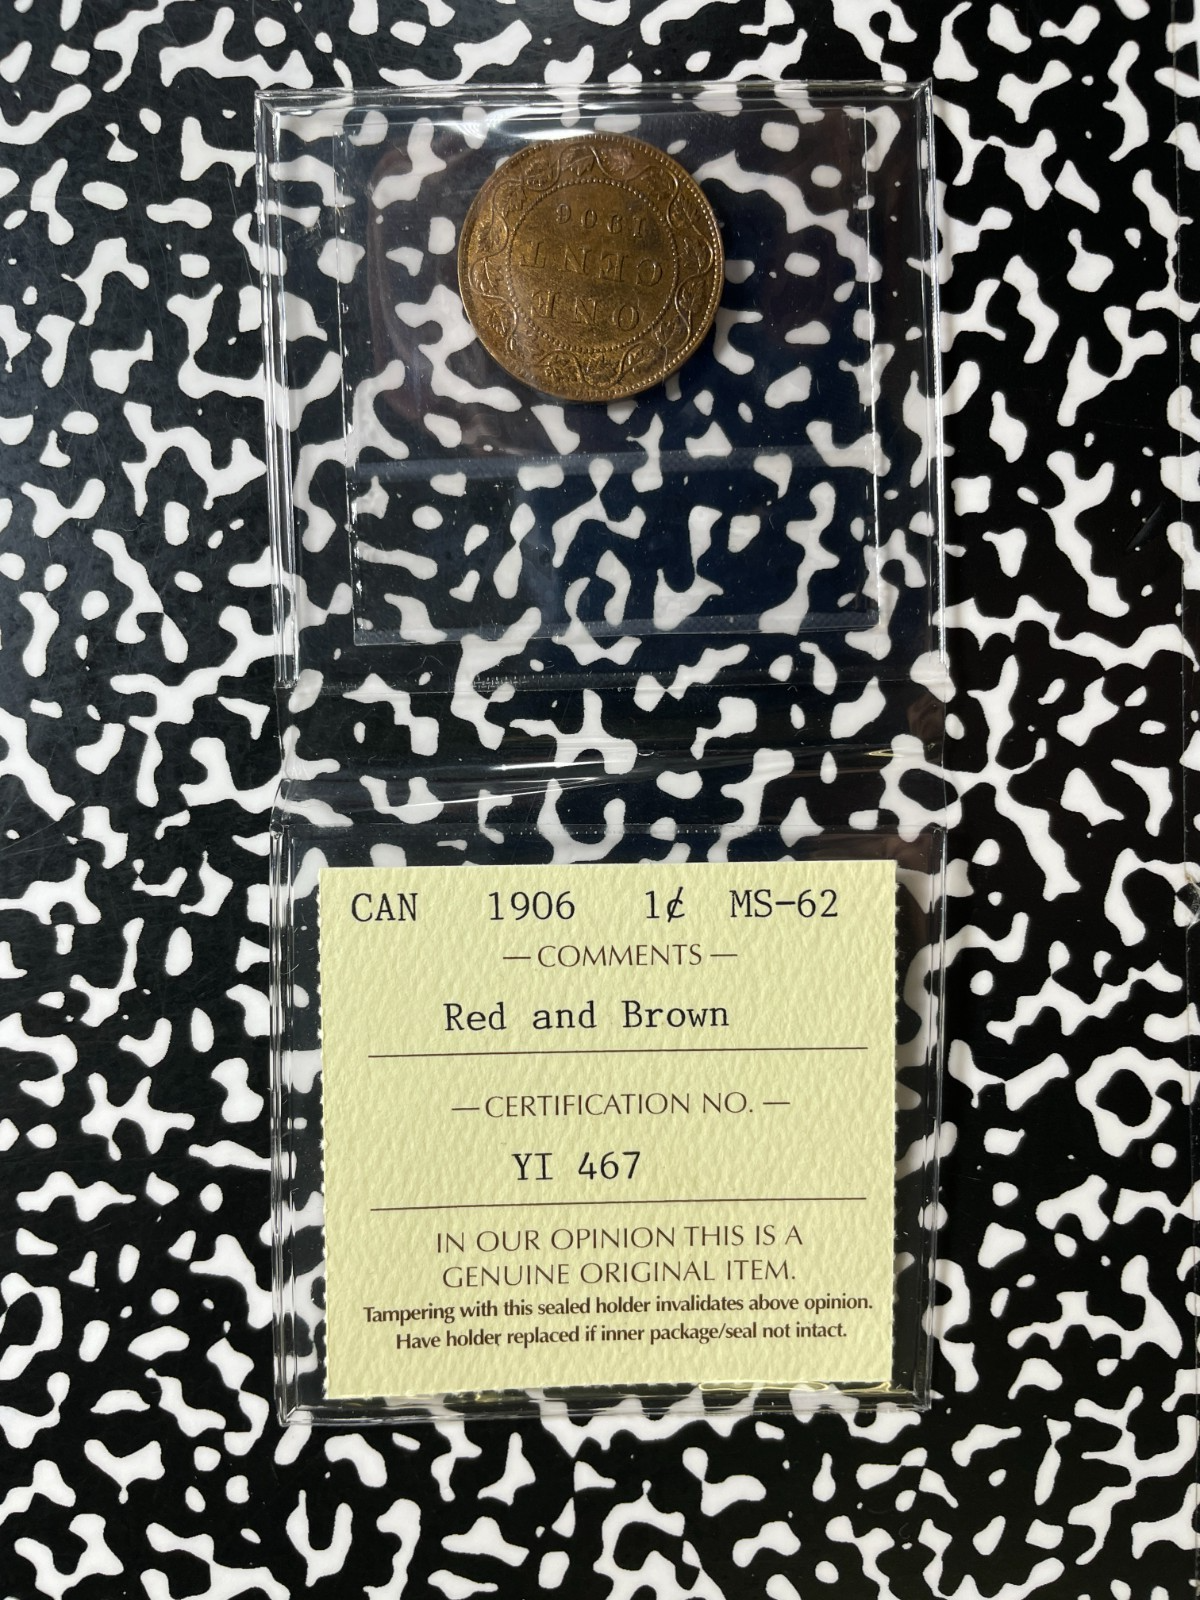 ONE
CENT
1906
CAN 1906 1¢ MS-62
— COMMENTS —
Red and Brown
— CERTIFICATION NO. —
YI 467
IN OUR OPINION THIS IS A
GENUINE ORIGINAL ITEM.
Tampering with this sealed holder invalidates above opinion.
Have holder replaced if inner package/seal not intact.